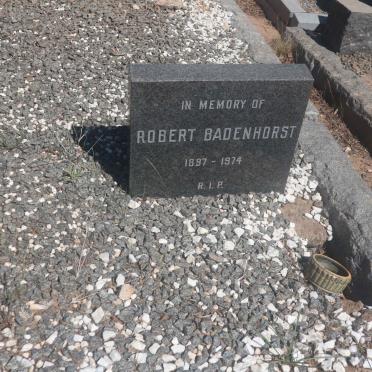 IN MEMORY OF
ROBERT BADENHORST
1897 - 1974
R.I.P.